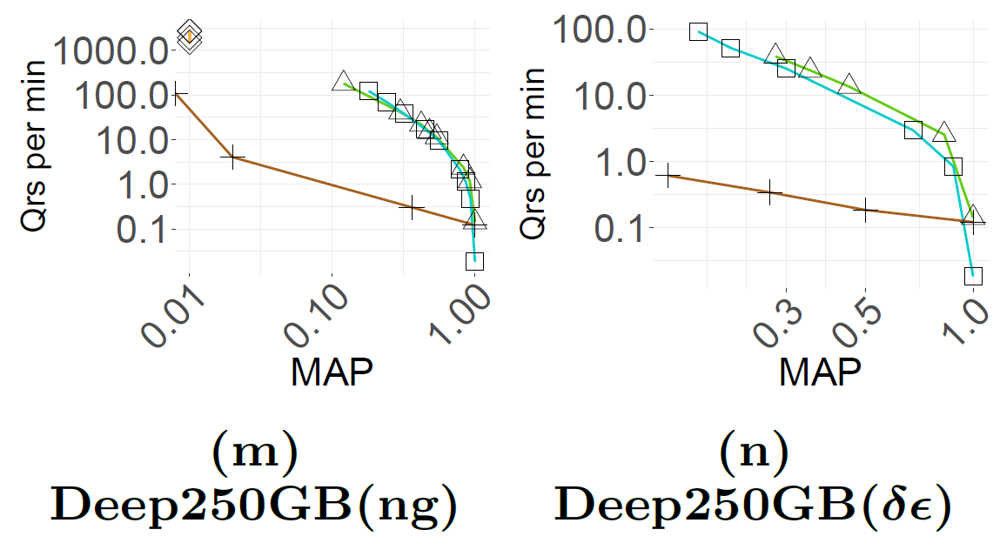 Qrs per min
1000.0
100.0
10.0
1.0
0.1
0.01
0.10
1.00
MAP
(m)
Deep250GB(ng)
Qrs per min
100.0
10.0
1.0
0.1
0.3
0.5
1.0
MAP
(n)
Deep250GB(δϵ)